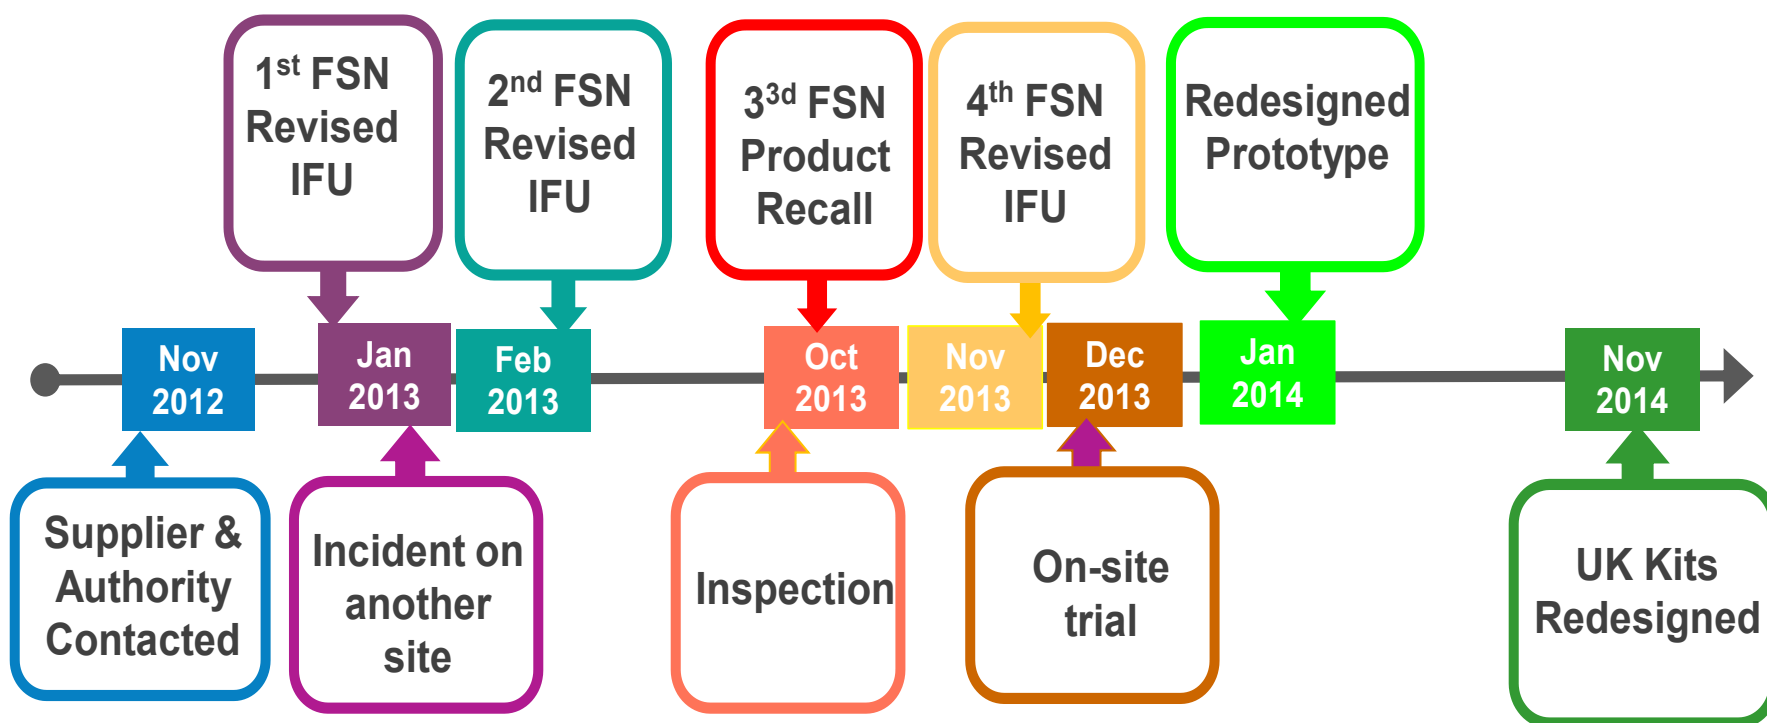 1st FSN
Revised
IFU
2nd FSN
Revised
IFU
33d FSN
Product
Recall
4th FSN
Revised
IFU
Redesigned
Prototype
Nov
2012
Jan
2013
Feb
2013
Oct
2013
Nov
2013
Dec
2013
Jan
2014
Nov
2014
Supplier &
Authority
Contacted
Incident on
another
site
Inspection
On-site
trial
UK Kits
Redesigned